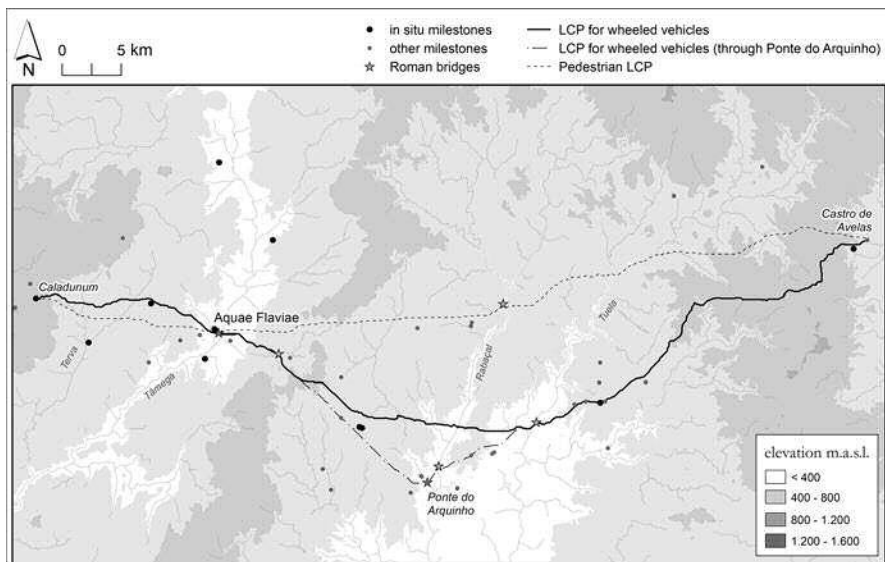 N
0 5 km
in situ milestones
other milestones
Roman bridges
LCP for wheeled vehicles
LCP for wheeled vehicles (through Ponte do Arquinho)
Pedestrian LCP
Castro de
Avelas
Caladunum
Aquae Flaviae
Terva
Tâmega
Rabaçal
Tuela
Ponte do
Arquinho
elevation m.a.s.l.
< 400
400 - 800
800 - 1.200
1.200 - 1.600